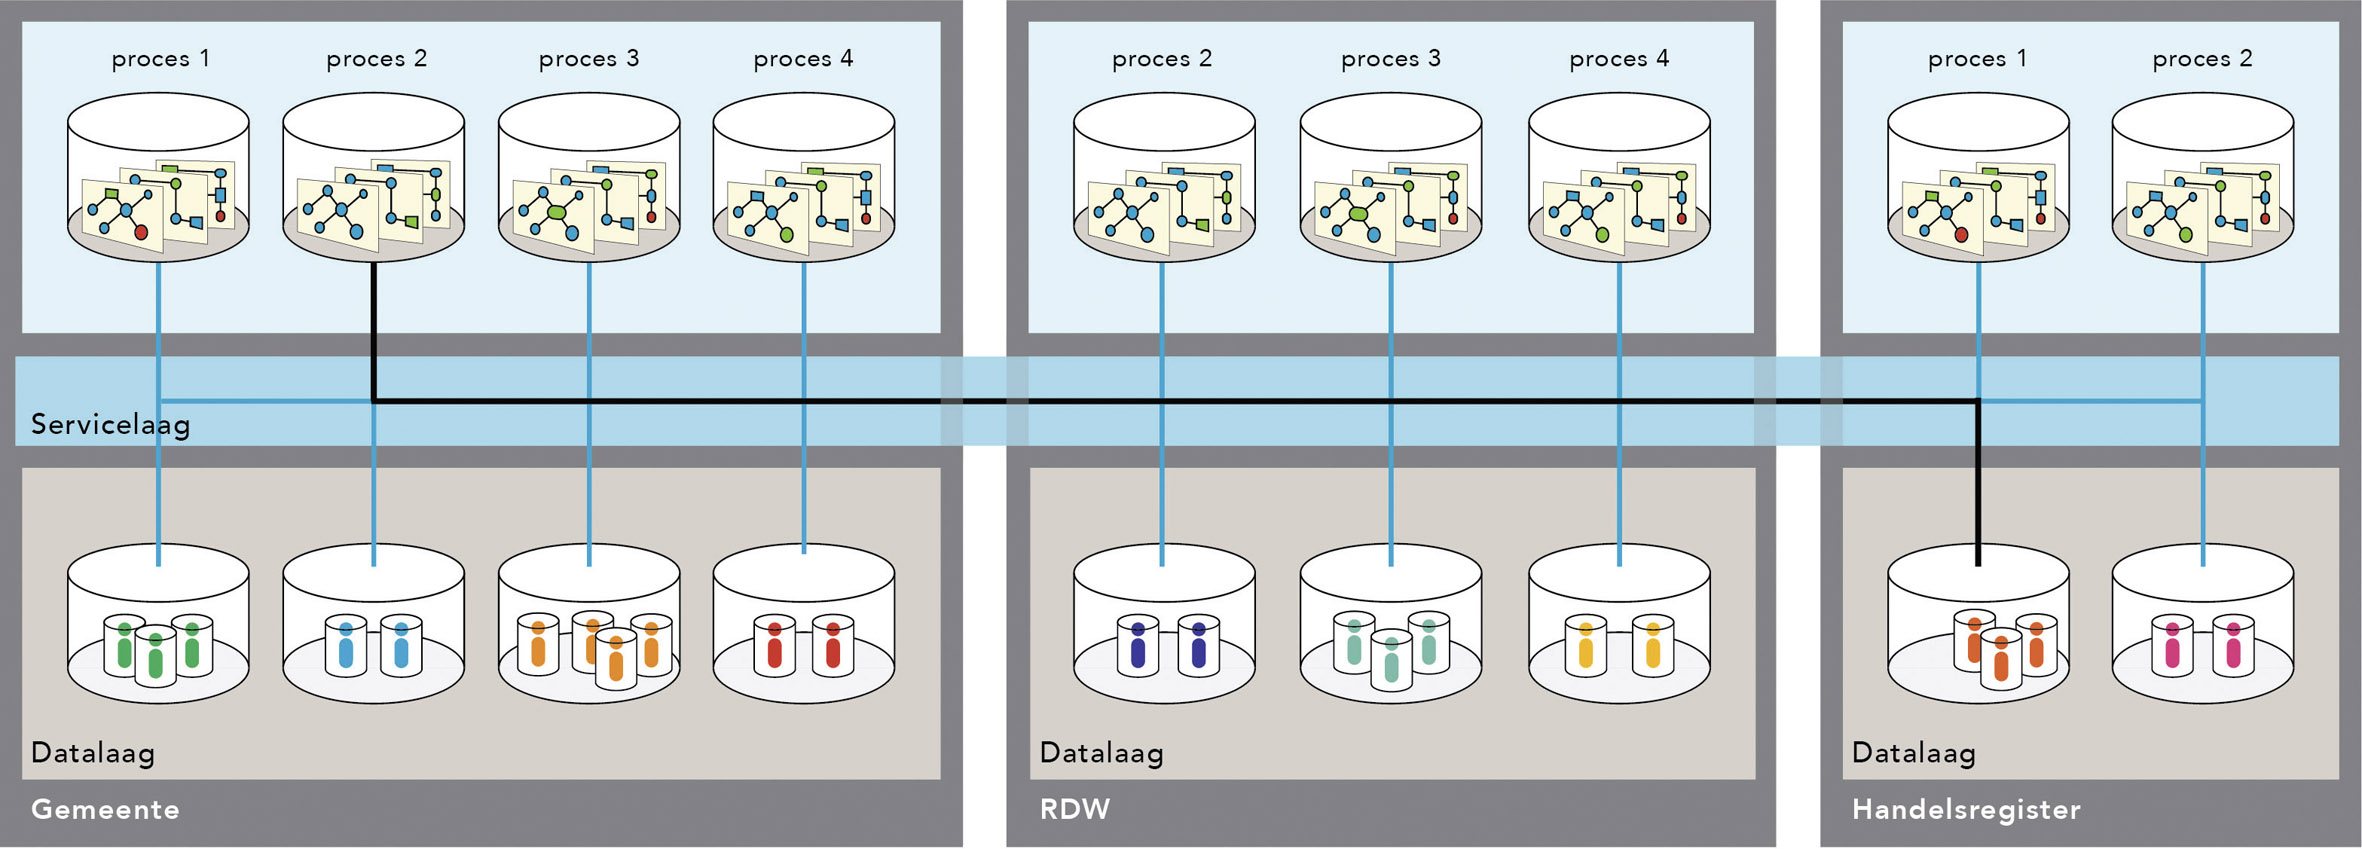 proces 1
proces 2
proces 3
proces 4
proces 2
proces 3
proces 4
proces 1
proces 2
Servicelaag
Datalaag
Datalaag
Datalaag
Gemeente
RDW
Handelsregister